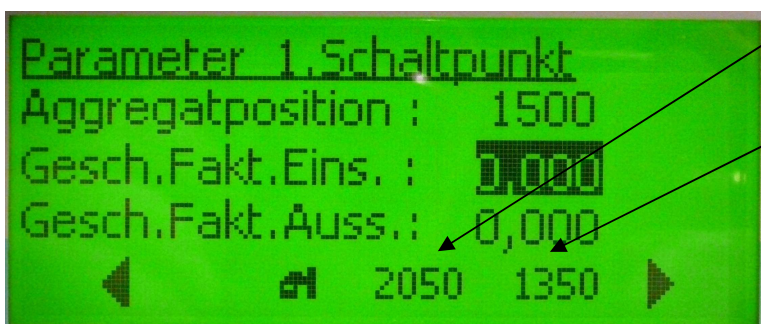 Parameter 1.Schaltpunkt
Aggregatposition : 1500
Gesch.Fakt.Eins. : 0,000
Gesch.Fakt.Auss.: 0,000
2050 1350